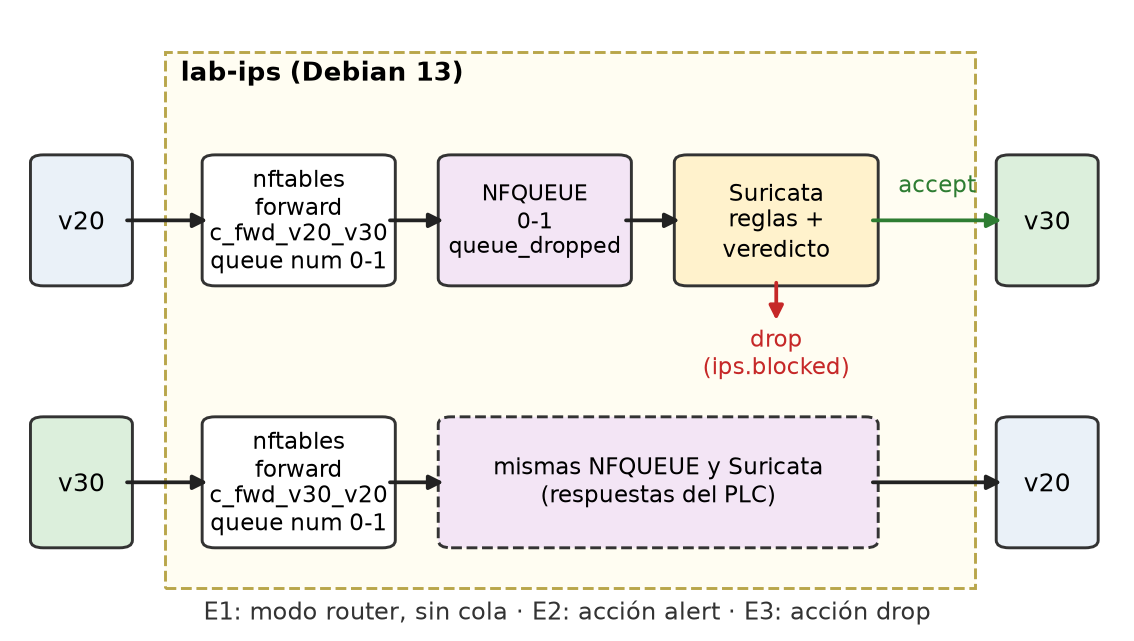 lab-ips (Debian 13)
v20
nftables
forward
c_fwd_v20_v30
queue num 0-1
NFQUEUE
0-1
queue_dropped
Suricata
reglas +
veredicto
accept
v30
drop
(ips.blocked)
v30
nftables
forward
c_fwd_v30_v20
queue num 0-1
mismas NFQUEUE y Suricata
(respuestas del PLC)
v20
E1: modo router, sin cola · E2: acción alert · E3: acción drop